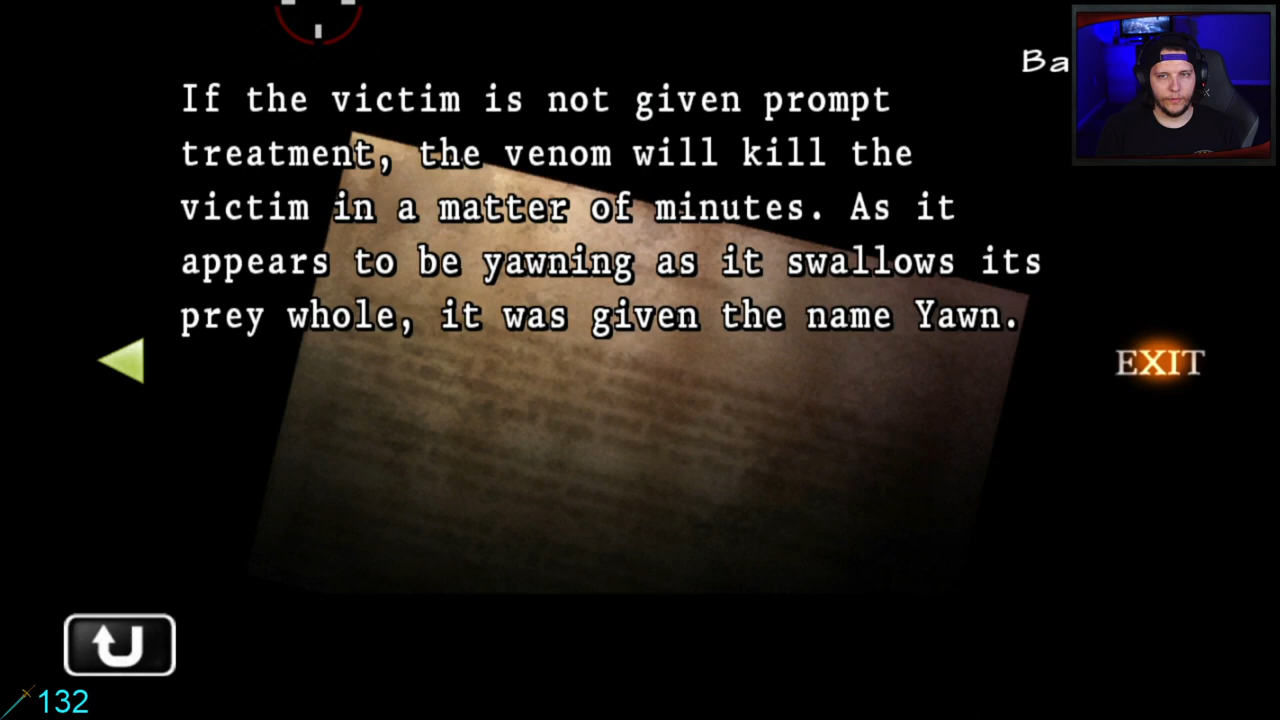 Ba
If the victim is not given prompt
treatment, the venom will kill the
victim in a matter of minutes. As it
appears to be yawning as it swallows its
prey whole, it was given the name Yawn.
EXIT
132